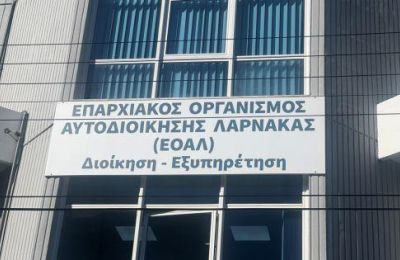 ΕΠΑΡΧΙΑΚΟΣ ΟΡΓΑΝΙΣΜΟΣ
ΑΥΤΟΔΙΟΙΚΗΣΗΣ ΛΑΡΝΑΚΑΣ
(ΕΟΑΛ)
Διοίκηση - Εξυπηρέτηση